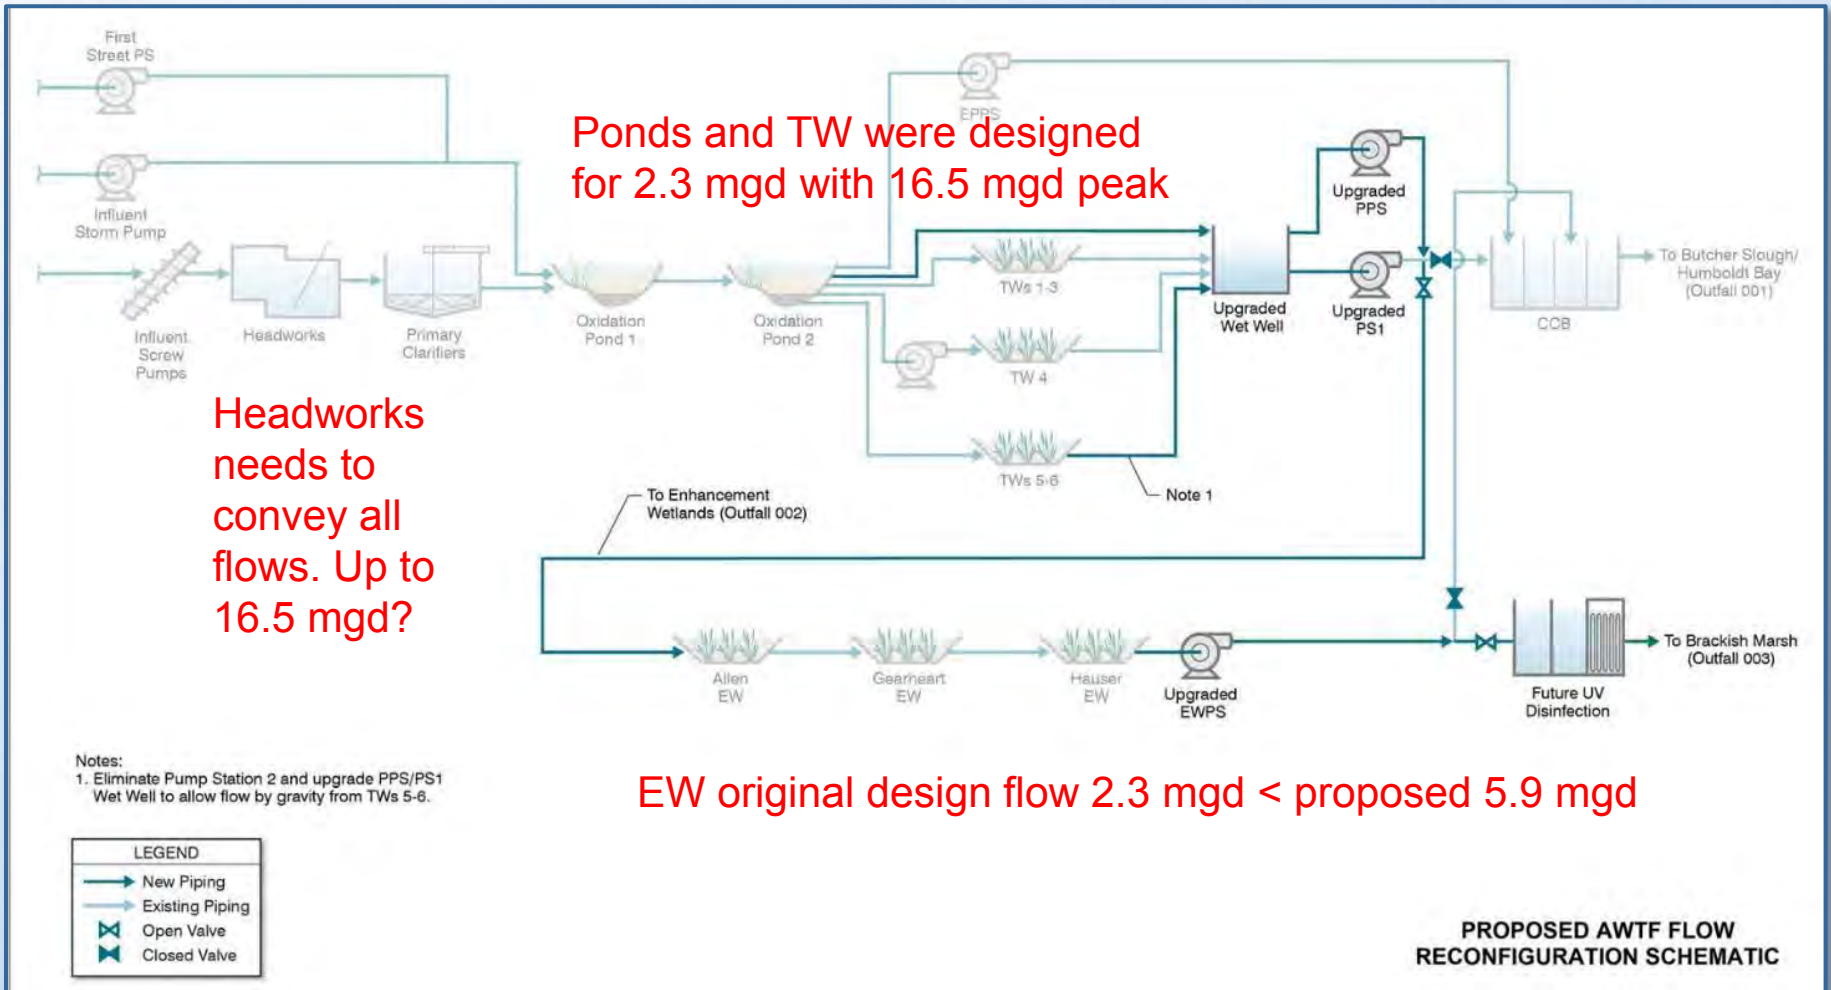 First
Street PS
EPPS
Ponds and TW were designed
for 2.3 mgd with 16.5 mgd peak
Influent
Storm Pump
Upgraded
PPS
To Butcher Slough/
Humboldt Bay
(Outfall 001)
Influent
Screw
Pumps
Headworks
Primary
Clarifiers
Oxidation
Pond 1
Oxidation
Pond 2
TWs 1-3
Upgraded
Wet Well
Upgraded
PS1
CCB
TW 4
Headworks
needs to
convey all
flows. Up to
16.5 mgd?
TWs 5-6
Note 1
To Enhancement
Wetlands (Outfall 002)
Allen
EW
Gearheart
EW
Hauser
EW
Upgraded
EWPS
To Brackish Marsh
(Outfall 003)
Future UV
Disinfection
Notes:
1. Eliminate Pump Station 2 and upgrade PPS/PS1
Wet Well to allow flow by gravity from TWs 5-6.
EW original design flow 2.3 mgd < proposed 5.9 mgd
LEGEND
New Piping
Existing Piping
Open Valve
Closed Valve
PROPOSED AWTF FLOW
RECONFIGURATION SCHEMATIC